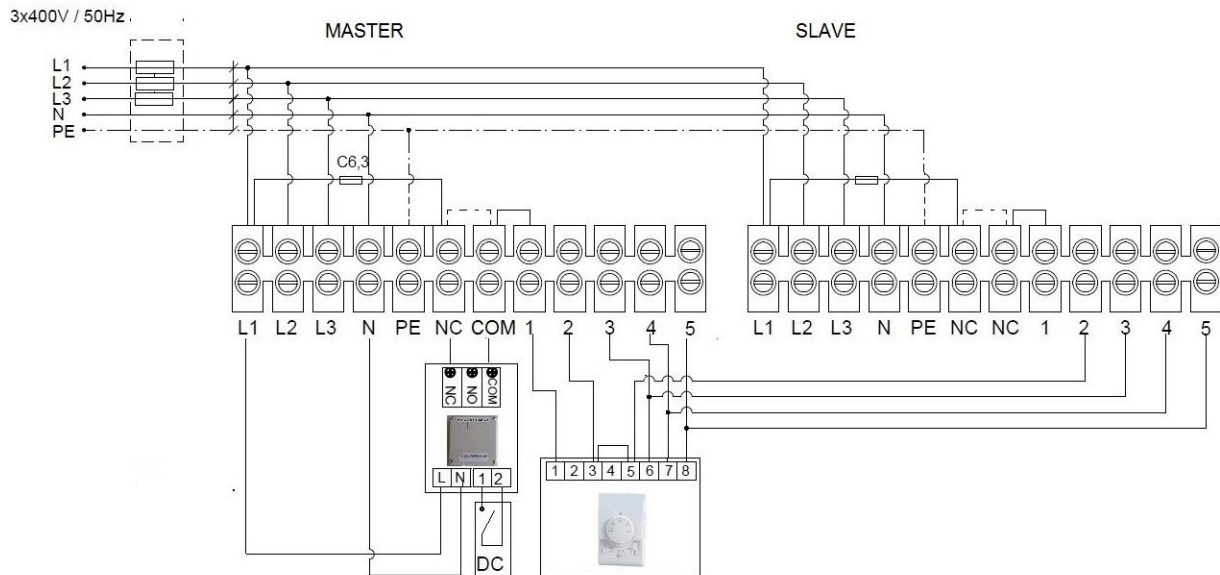 3x400V / 50Hz
MASTER SLAVE
L1
L2
L3
N
PE
C6,3
L1 L2 L3 N PE NC COM 1 2 3 4 5
L1 L2 L3 N PE NC NC 1 2 3 4 5
NC NO COM
L N 1 2
1 2 3 4 5 6 7 8
DC